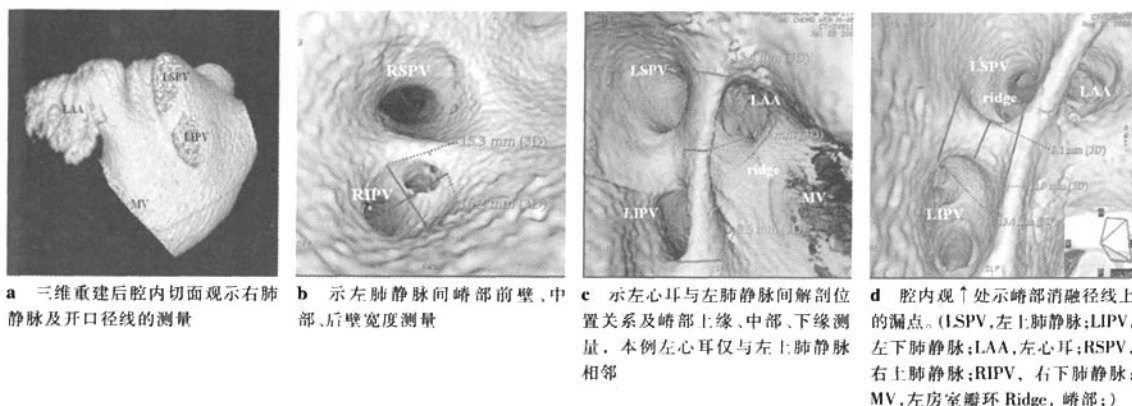 LAA
LSPV
LIPV
MV
RSPV
15.3 mm (3D)
RIPV
LSPV
LAA
mm(3D)
ridge
LIPV
MV
LSPV
ridge
LAA
LIPV
a 三维重建后腔内切面观示右肺
静脉及开口径线的测量
b 示左肺静脉间嵴部前壁、中
部、后壁宽度测量
c 示左心耳与左肺静脉间解剖位
置关系及嵴部上缘、中部、下缘测
量，本例左心耳仅与左上肺静脉
相邻
d 腔内观↑处示嵴部消融径线上
的漏点。(LSPV,左上肺静脉;LIPV,
左下肺静脉;LAA,左心耳;RSPV,
右上肺静脉;RIPV, 右下肺静脉;
MV,左房室瓣环 Ridge, 嵴部;)